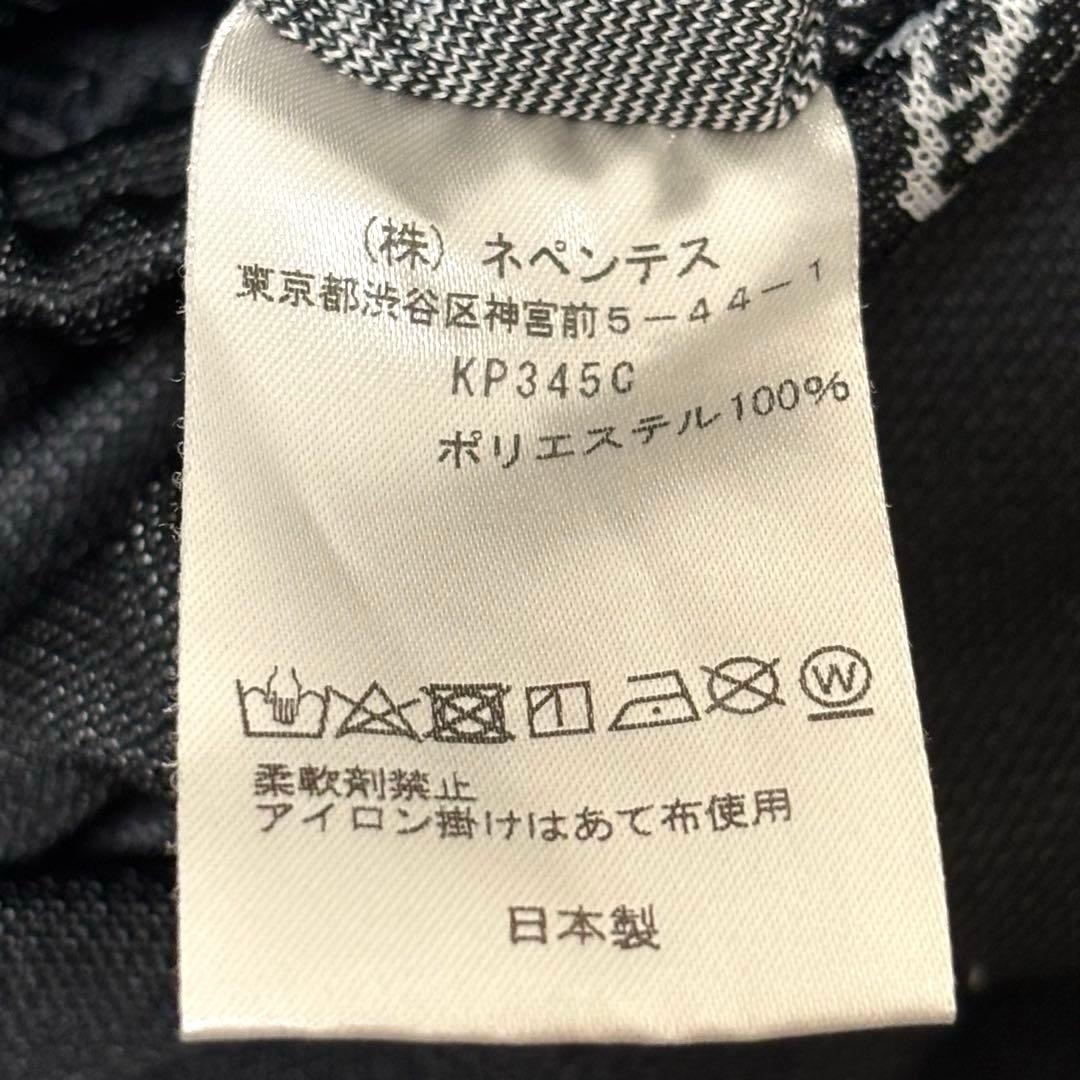 (株) ネペンテス
東京都渋谷区神宮前5-44-1
KP345C
ポリエステル100%
W
柔軟剤禁止
アイロン掛けはあて布使用
日本製